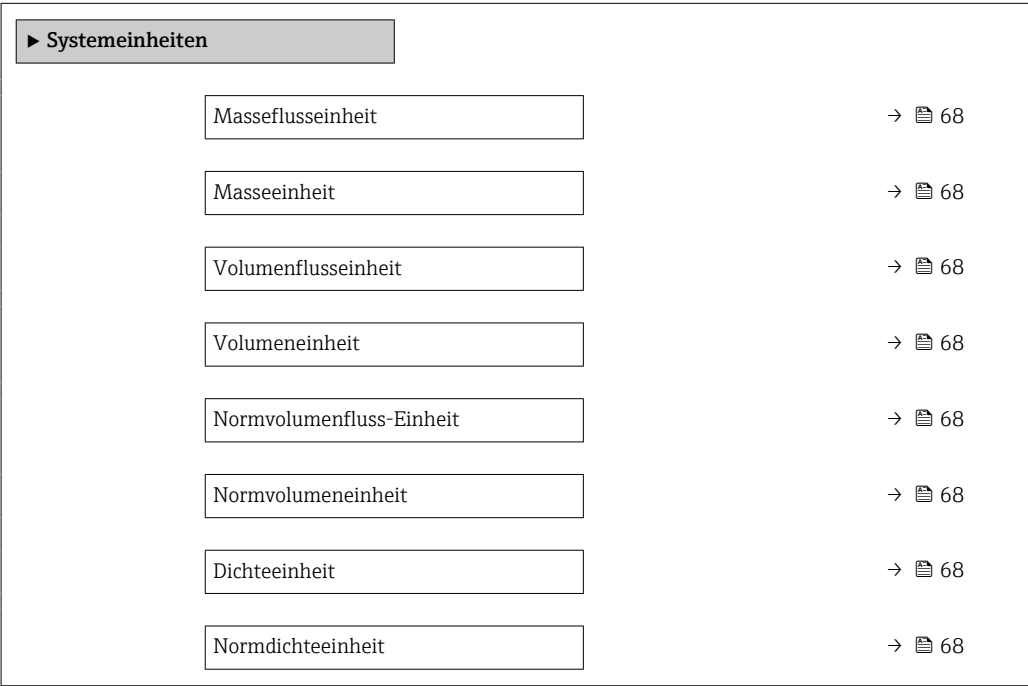 ▶ Systemeinheiten
Masseflusseinheit → 68
Masseeinheit → 68
Volumenflusseinheit → 68
Volumeneinheit → 68
Normvolumenfluss-Einheit → 68
Normvolumeneinheit → 68
Dichteeinheit → 68
Normdichteeinheit → 68